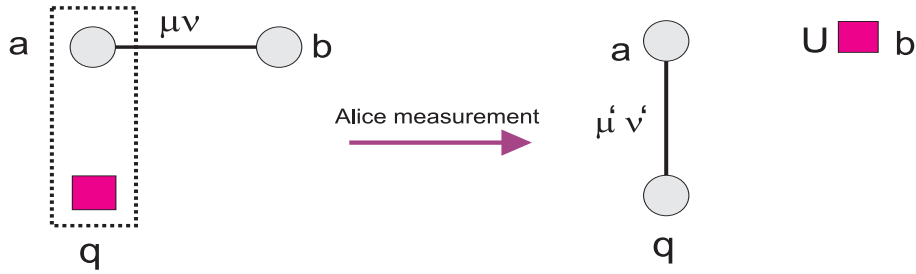 μν
a
b
q
Alice measurement
a
μ‘ ν‘
q
U
b